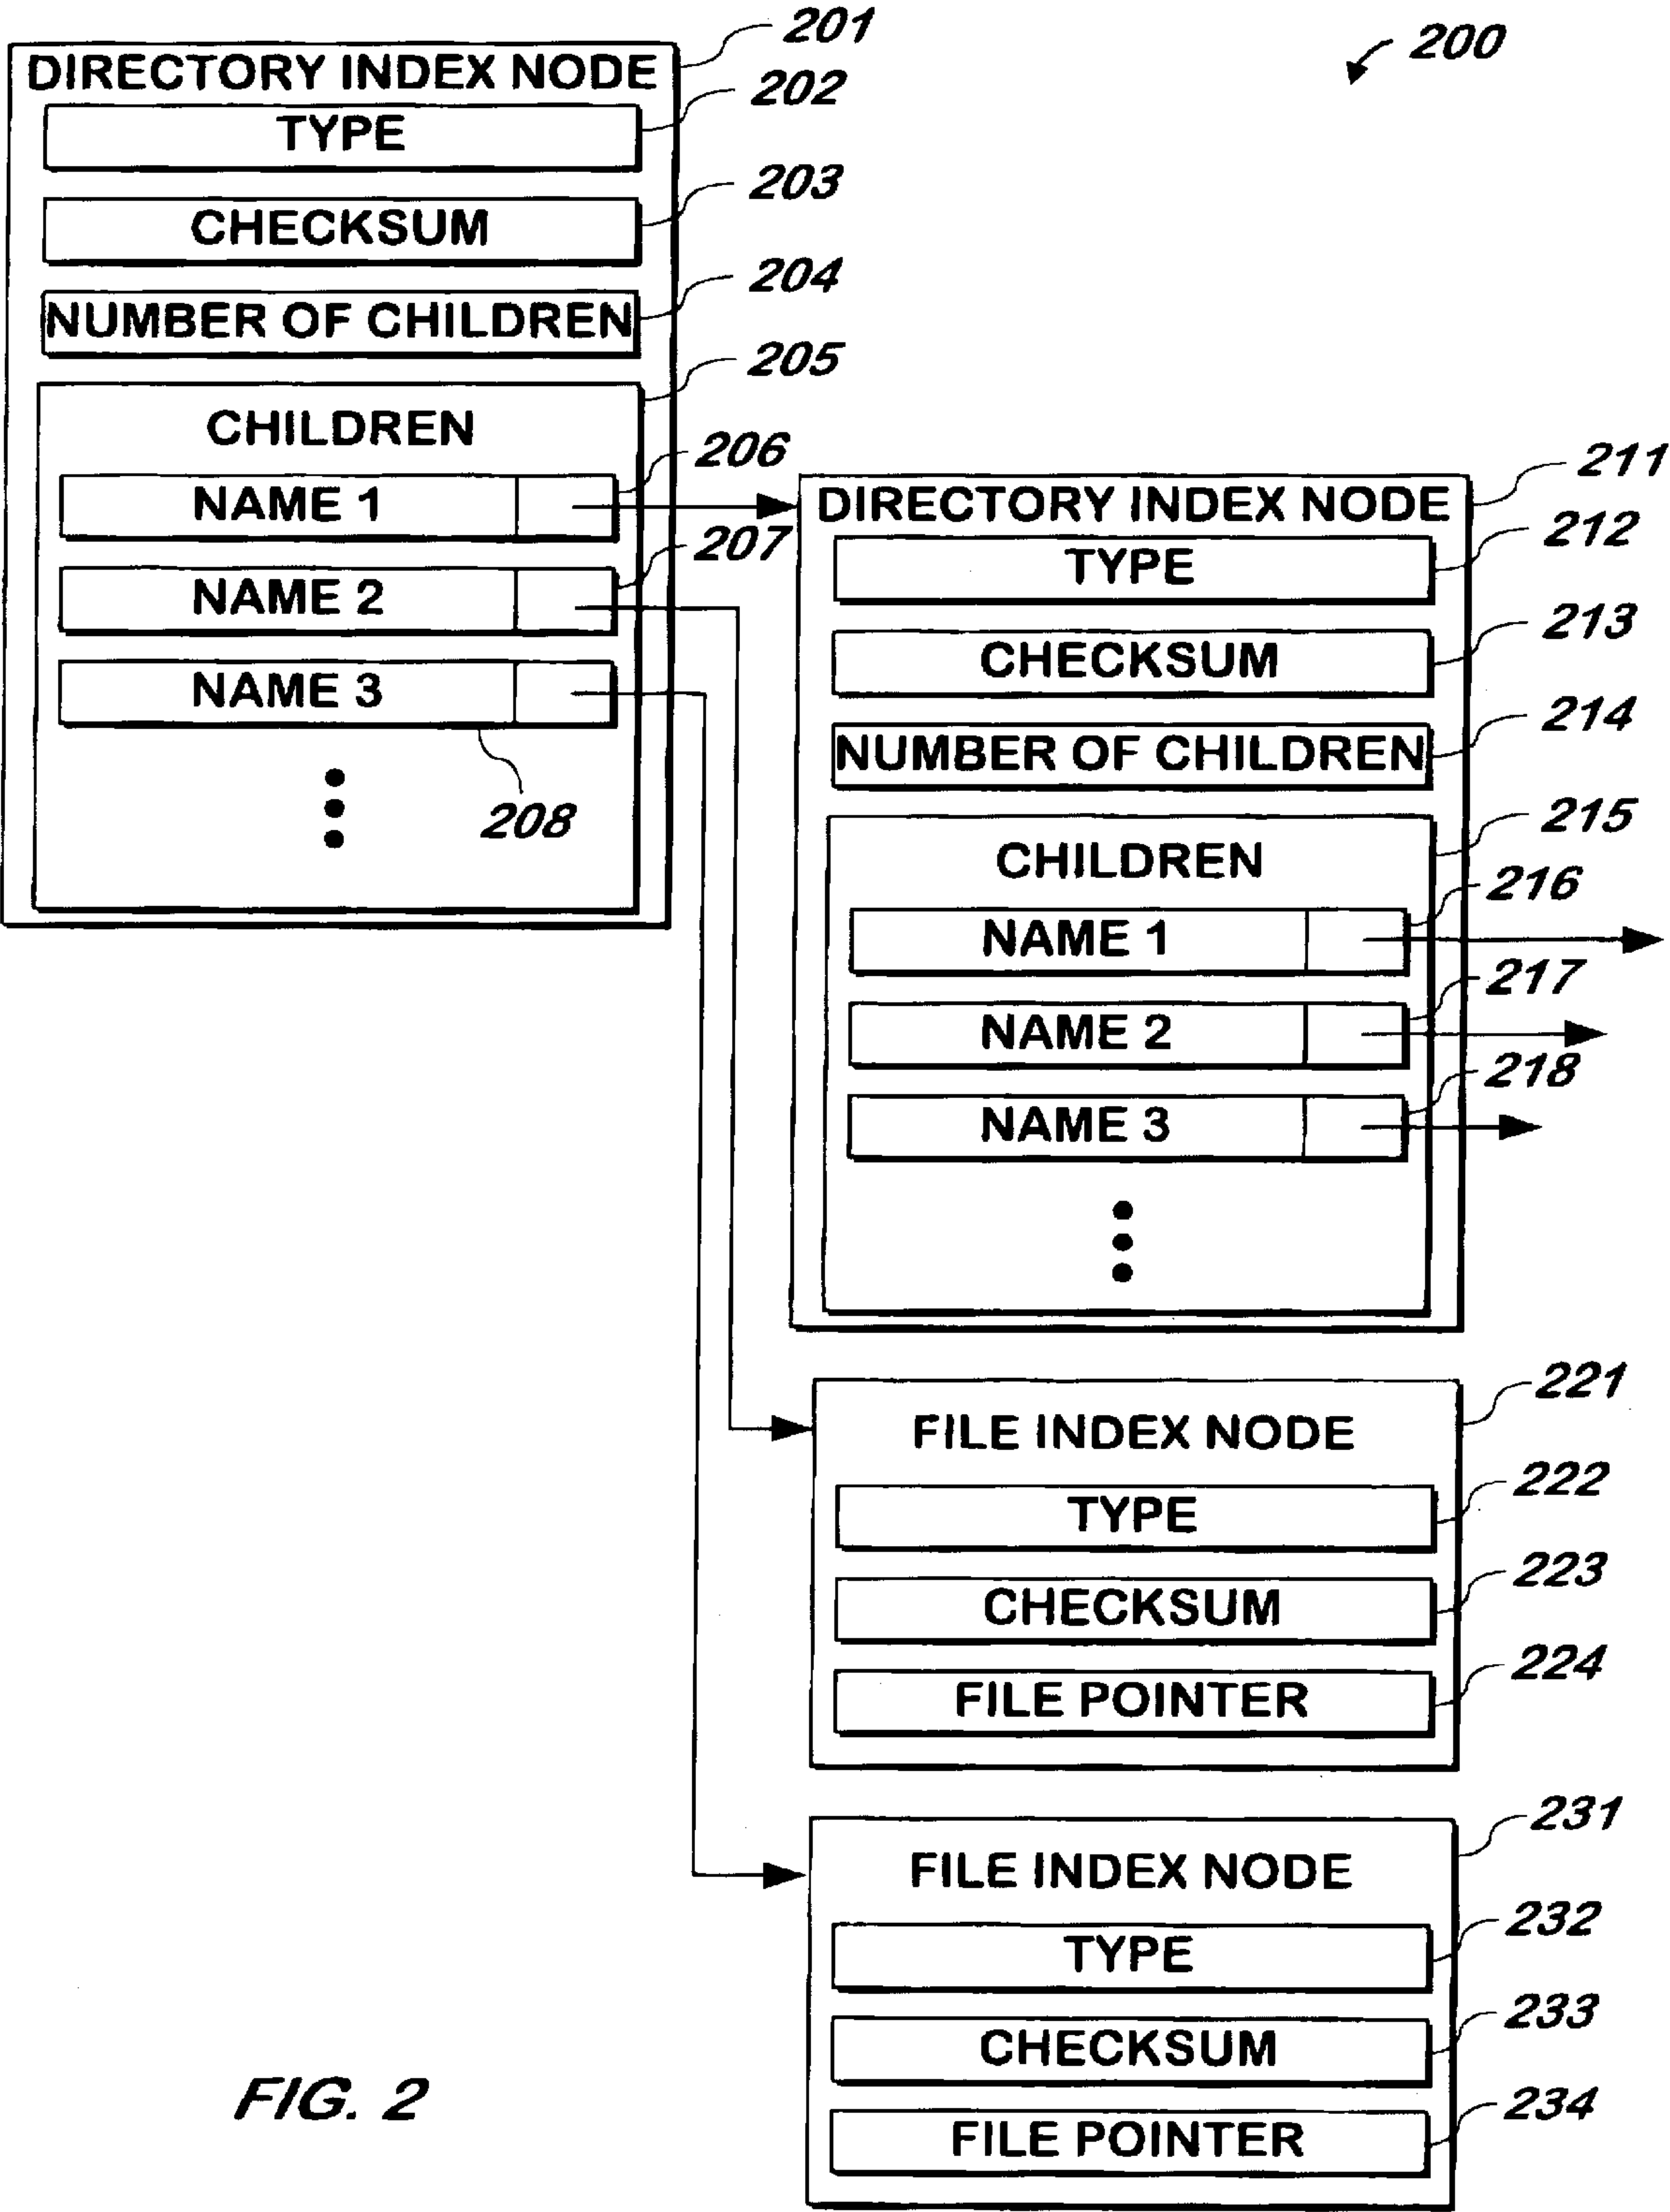 200
201
DIRECTORY INDEX NODE
202
TYPE
203
CHECKSUM
204
NUMBER OF CHILDREN
205
CHILDREN
206
NAME 1
207
NAME 2
NAME 3
208
211
DIRECTORY INDEX NODE
212
TYPE
213
CHECKSUM
214
NUMBER OF CHILDREN
215
CHILDREN
216
NAME 1
217
NAME 2
218
NAME 3
221
FILE INDEX NODE
222
TYPE
223
CHECKSUM
224
FILE POINTER
231
FILE INDEX NODE
232
TYPE
233
CHECKSUM
234
FILE POINTER
FIG. 2